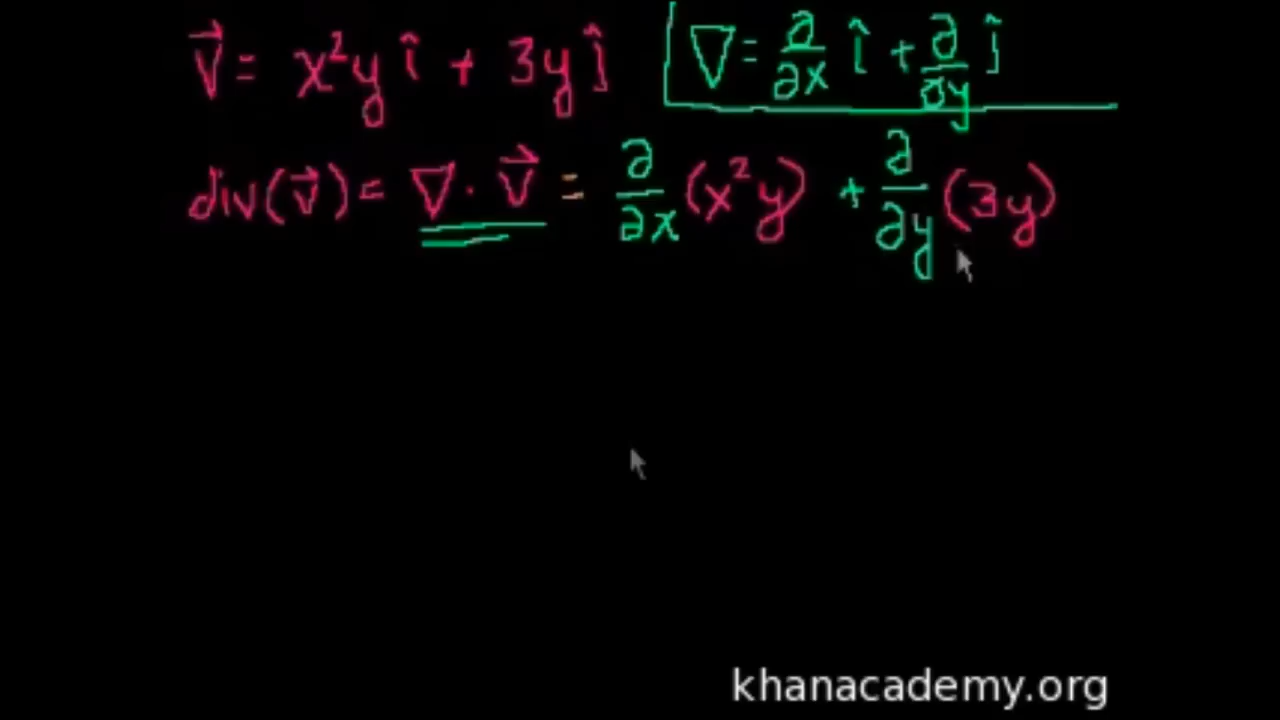 v⃗ = x²y î + 3y ĵ
∇ = ∂/∂x î + ∂/∂y ĵ
div(v⃗) = ∇ · v⃗ = ∂/∂x (x²y) + ∂/∂y (3y)
khanacademy.org